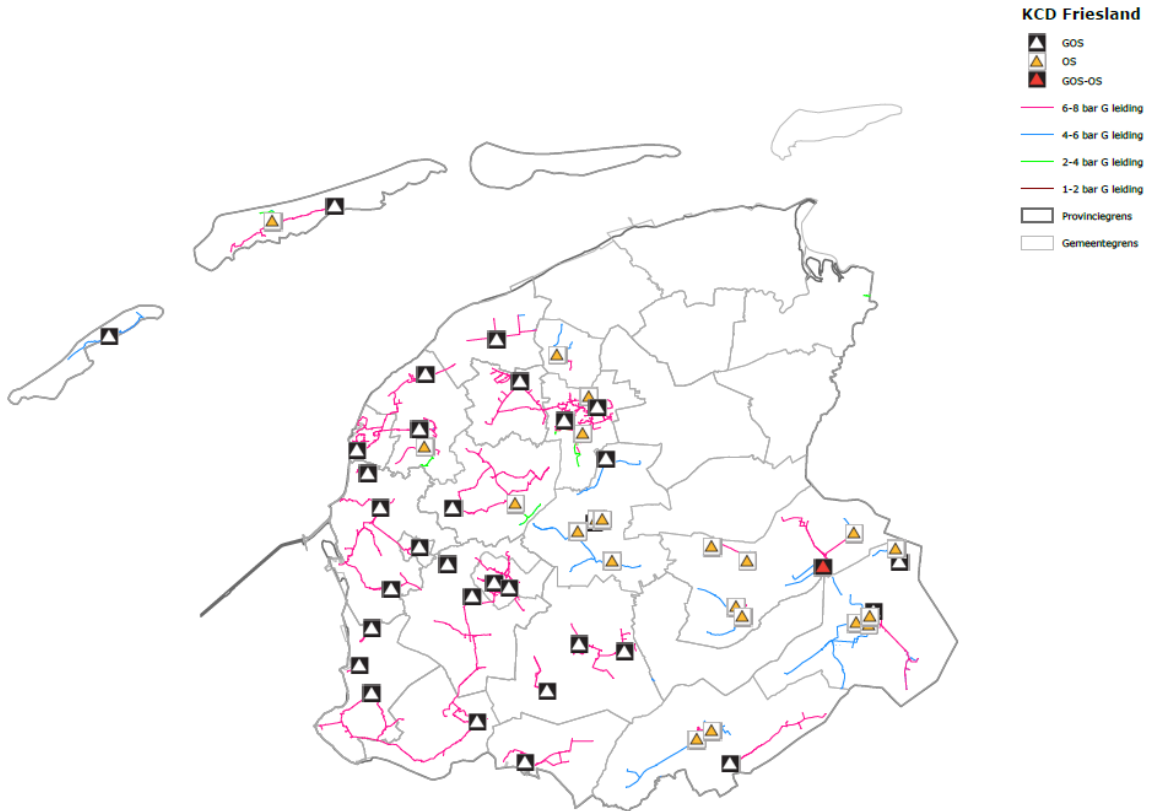 KCD Friesland
GOS
OS
GOS-OS
6-8 bar G leiding
4-6 bar G leiding
2-4 bar G leiding
1-2 bar G leiding
Provinciegrens
Gemeentegrens